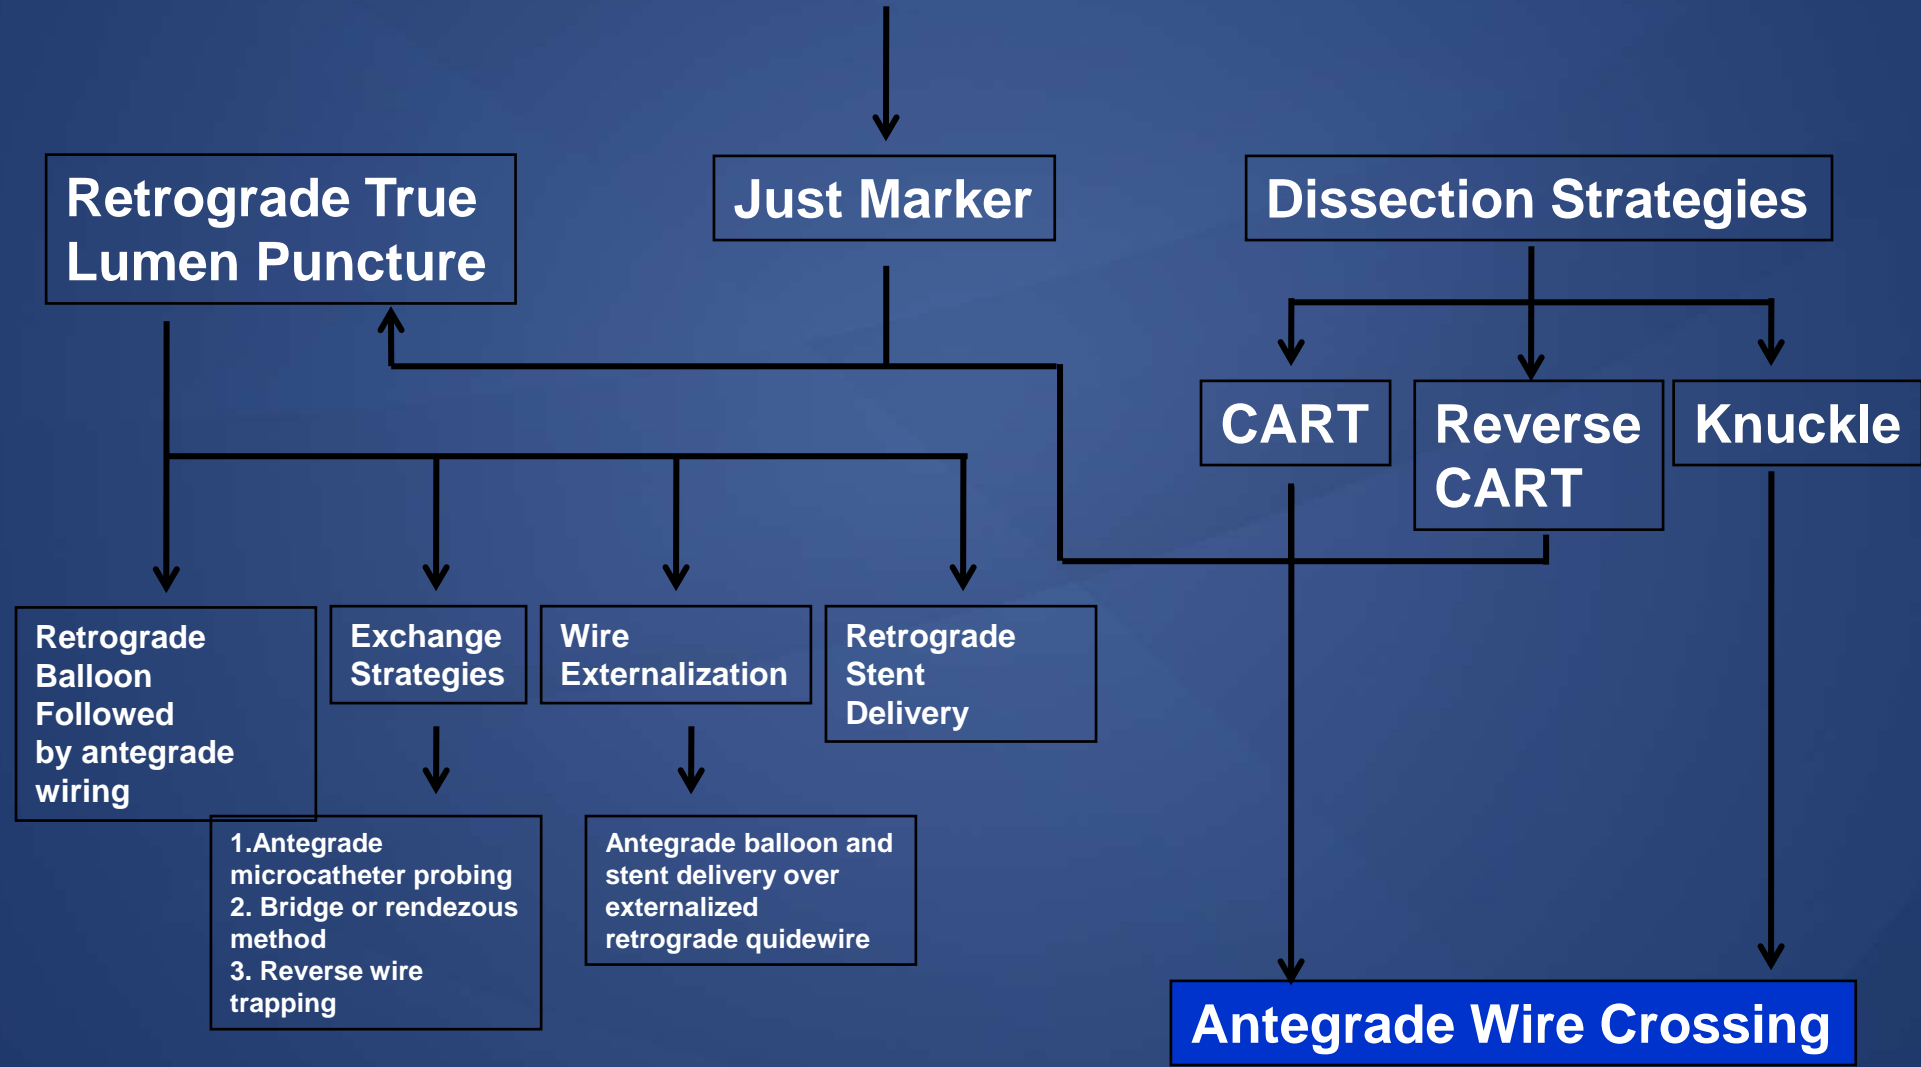 Retrograde True
Lumen Puncture
Just Marker
Dissection Strategies
CART
Reverse
CART
Knuckle
Retrograde
Balloon
Followed
by antegrade
wiring
Exchange
Strategies
Wire
Externalization
Retrograde
Stent
Delivery
1.Antegrade
microcatheter probing
2. Bridge or rendezous
method
3. Reverse wire
trapping
Antegrade balloon and
stent delivery over
externalized
retrograde quidewire
Antegrade Wire Crossing